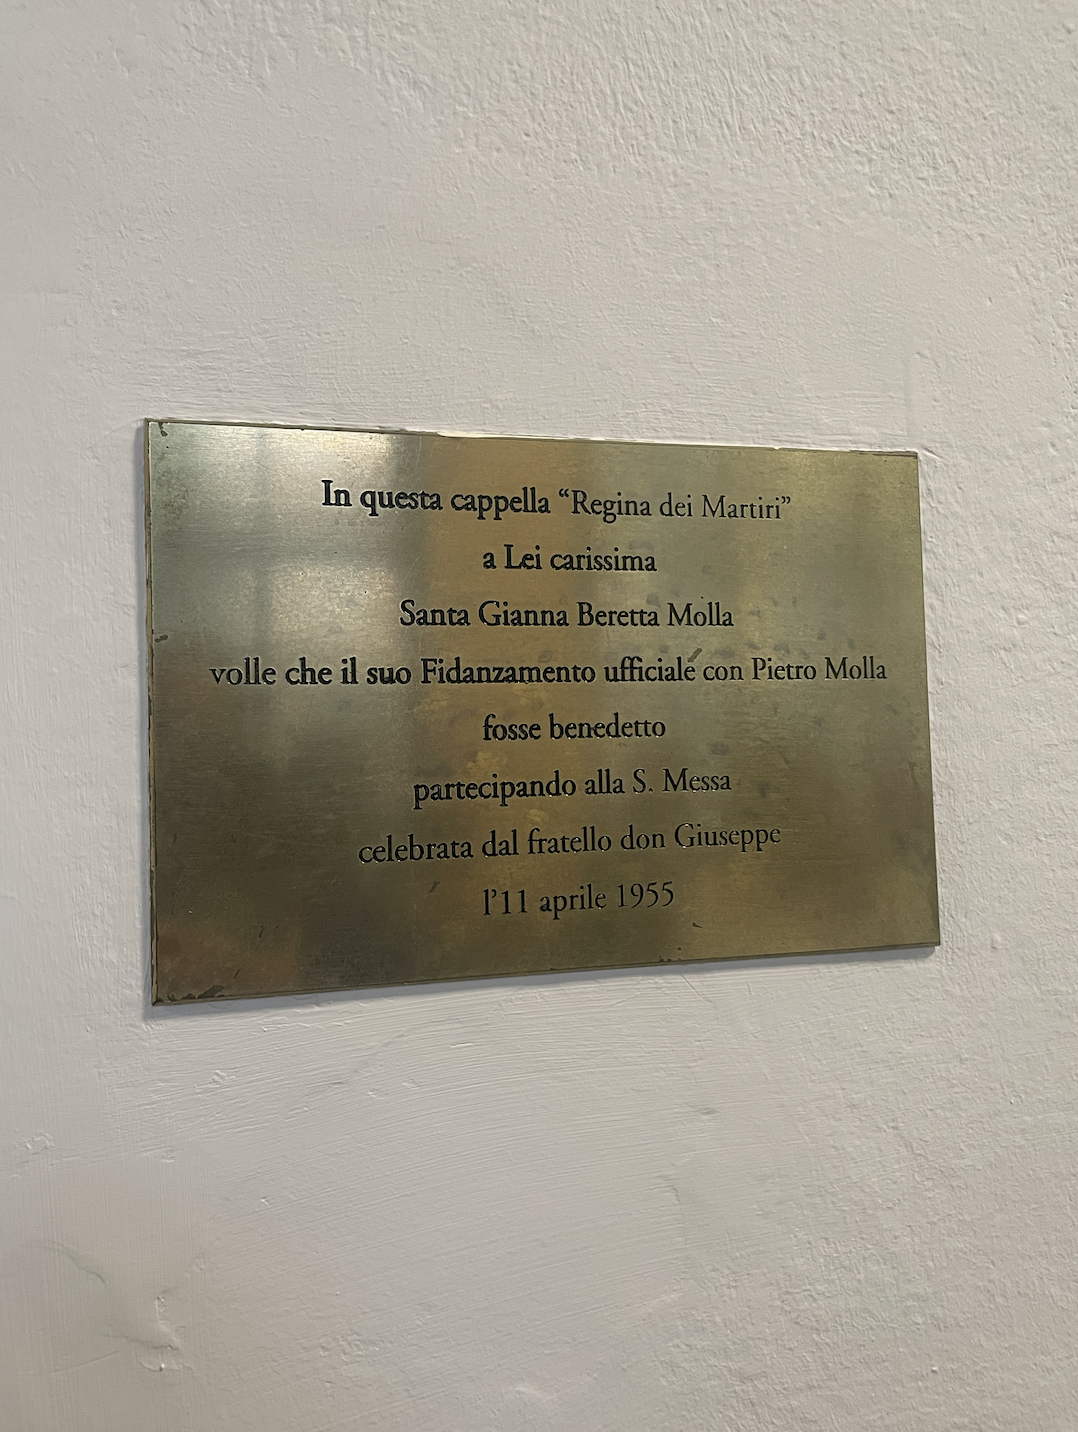 In questa cappella “Regina dei Martiri”
a Lei carissima
Santa Gianna Beretta Molla
volle che il suo Fidanzamento ufficiale con Pietro Molla
fosse benedetto
partecipando alla S. Messa
celebrata dal fratello don Giuseppe
l’11 aprile 1955